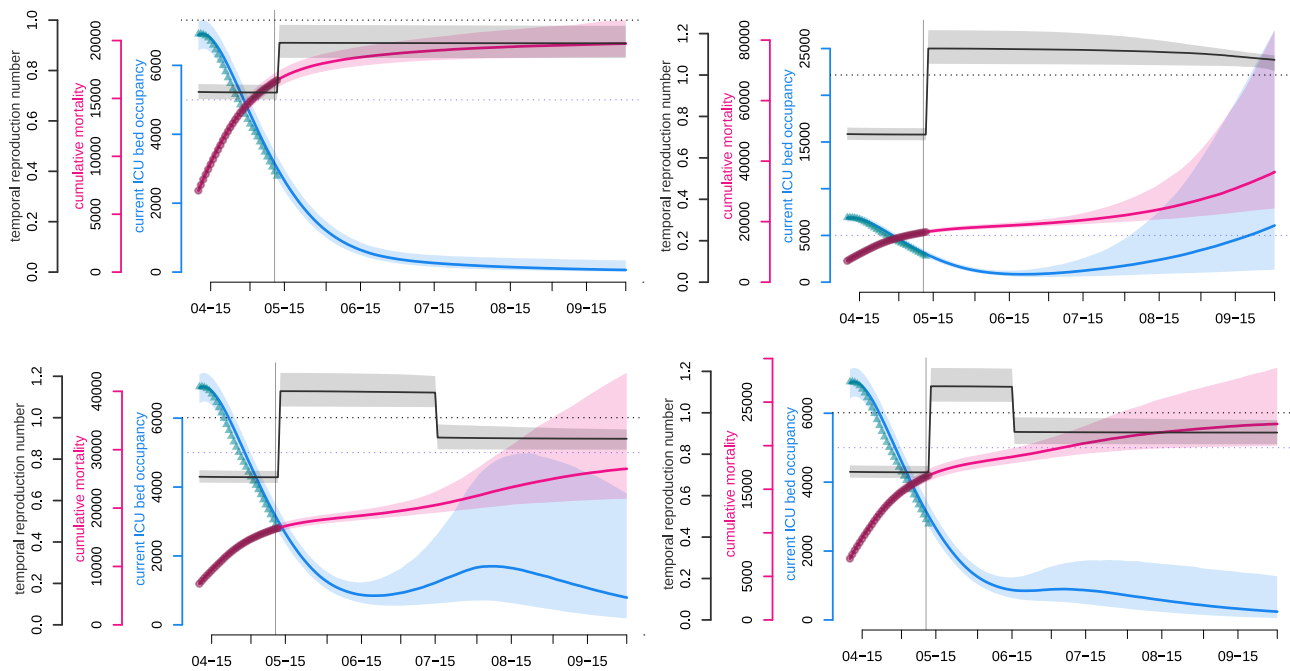 temporal reproduction number
0.0 0.2 0.4 0.6 0.8 1.0
cumulative mortality
0 5000 10000 15000 20000
current ICU bed occupancy
0 2000 4000 6000
04−15 05−15 06−15 07−15 08−15 09−15
temporal reproduction number
0.0 0.2 0.4 0.6 0.8 1.0 1.2
cumulative mortality
0 20000 40000 60000 80000
current ICU bed occupancy
0 5000 15000 25000
04−15 05−15 06−15 07−15 08−15 09−15
temporal reproduction number
0.0 0.2 0.4 0.6 0.8 1.0 1.2
cumulative mortality
0 10000 20000 30000 40000
current ICU bed occupancy
0 2000 4000 6000
04−15 05−15 06−15 07−15 08−15 09−15
temporal reproduction number
0.0 0.2 0.4 0.6 0.8 1.0 1.2
cumulative mortality
0 5000 15000 25000
current ICU bed occupancy
0 2000 4000 6000
04−15 05−15 06−15 07−15 08−15 09−15